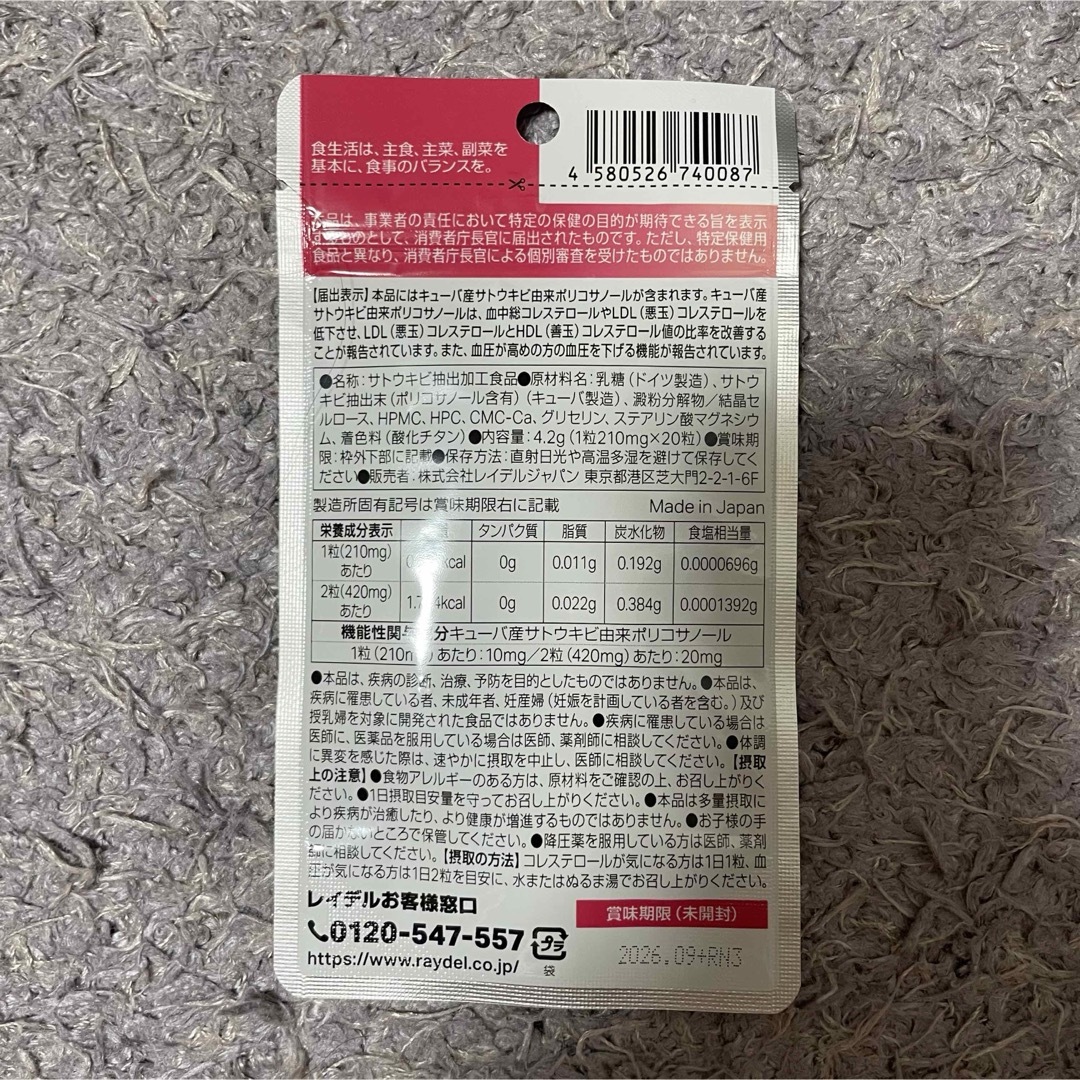 食生活は、主食、主菜、副菜を
基本に、食事のバランスを。
4 580526 740087
本品は、事業者の責任において特定の保健の目的が期待できる旨を表示
するものとして、消費者庁長官に届出されたものです。ただし、特定保健用
食品と異なり、消費者庁長官による個別審査を受けたものではありません。
【届出表示】本品にはキューバ産サトウキビ由来ポリコサノールが含まれます。キューバ産
サトウキビ由来ポリコサノールは、血中総コレステロールやLDL(悪玉)コレステロールを
低下させ、LDL(悪玉)コレステロールとHDL(善玉)コレステロール値の比率を改善する
ことが報告されています。また、血圧が高めの方の血圧を下げる機能が報告されています。
●名称:サトウキビ抽出加工食品●原材料名:乳糖(ドイツ製造)、サトウ
キビ抽出末(ポリコサノール含有)(キューバ製造)、澱粉分解物/結晶
セルロース、HPMC、HPC、CMC-Ca、グリセリン、ステアリン酸マグネシウ
ム、着色料(酸化チタン)●内容量:4.2g(1粒210mg×20粒)●賞味期
限:枠外下部に記載●保存方法:直射日光や高温多湿を避けて保存してく
ださい●販売者:株式会社レイデルジャパン 東京都港区芝大門2-2-1-6F
製造所固有記号は賞味期限右に記載 Made in Japan
栄養成分表示 タンパク質 脂質 炭水化物 食塩相当量
1粒(210mg)
あたり kcal 0g 0.011g 0.192g 0.0000696g
2粒(420mg)
あたり 4kcal 0g 0.022g 0.384g 0.0001392g
機能性関与成分キューバ産サトウキビ由来ポリコサノール
1粒(210mg)あたり:10mg/2粒(420mg)あたり:20mg
●本品は、疾病の診断、治療、予防を目的としたものではありません。●本品は、
疾病に罹患している者、未成年者、妊産婦(妊娠を計画している者を含む。)及び
授乳婦を対象に開発された食品ではありません。●疾病に罹患している場合は
医師に、医薬品を服用している場合は医師、薬剤師に相談してください。●体調
に異変を感じた際は、速やかに摂取を中止し、医師に相談してください。【摂取
上の注意】●食物アレルギーのある方は、原材料をご確認の上、お召し上がりく
ださい。●1日摂取目安量を守ってお召し上がりください。●本品は多量摂取に
より疾病が治癒したり、より健康が増進するものではありません。●お子様の手
の届かないところで保管してください。●降圧薬を服用している方は医師、薬剤
師に相談してください。【摂取の方法】コレステロールが気になる方は1日1粒、血
圧が気になる方は1日2粒を目安に、水またはぬるま湯でお召し上がりください。
レイデルお客様窓口
0120-547-557
https://www.raydel.co.jp/
プラ
袋
賞味期限(未開封)
2026.09+RN3